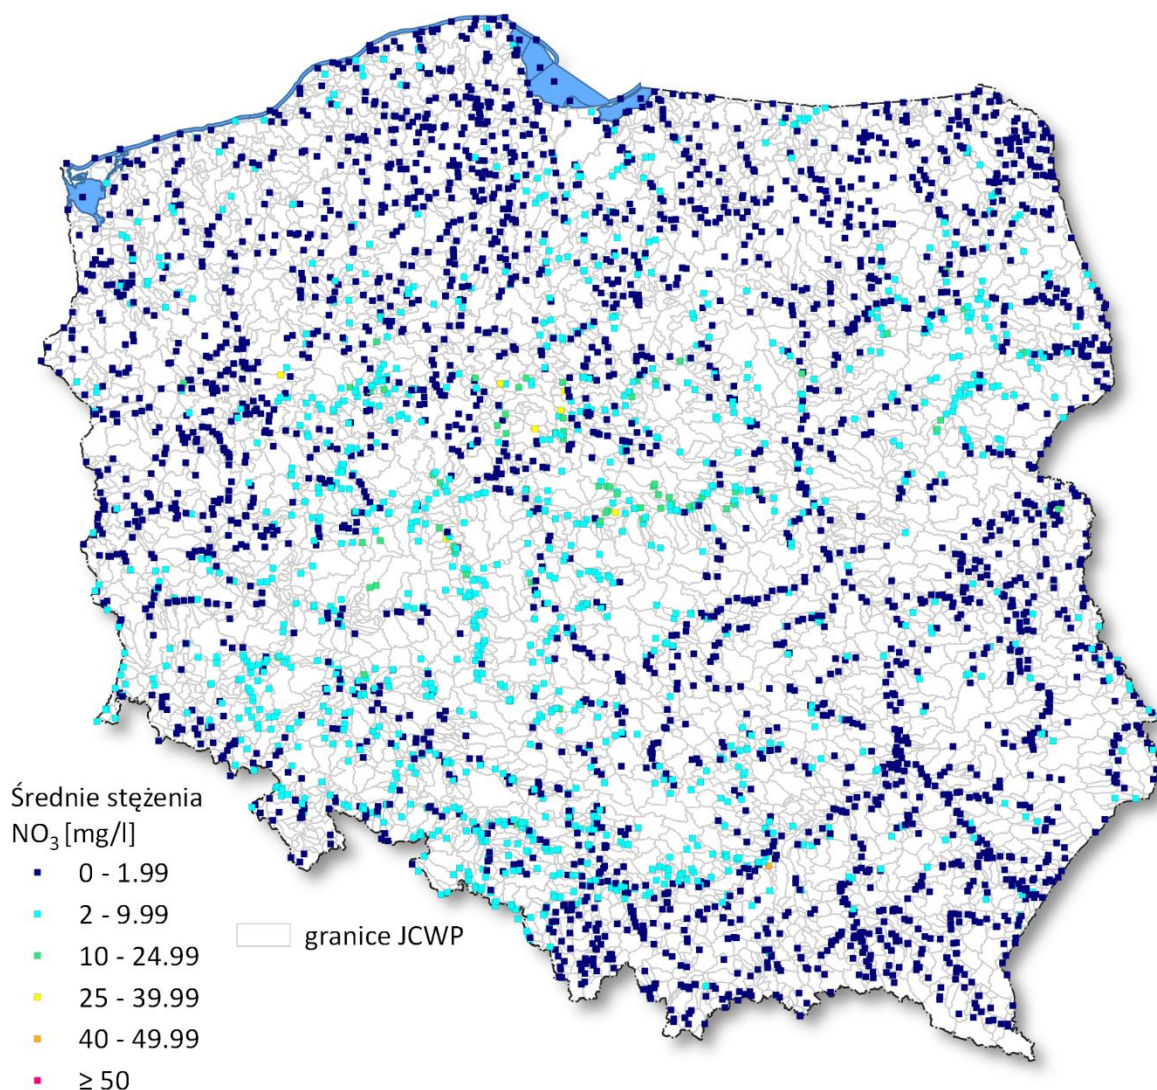 Średnie stężenia
NO₃ [mg/l]
0 - 1.99
2 - 9.99
10 - 24.99
25 - 39.99
40 - 49.99
≥ 50
granice JCWP